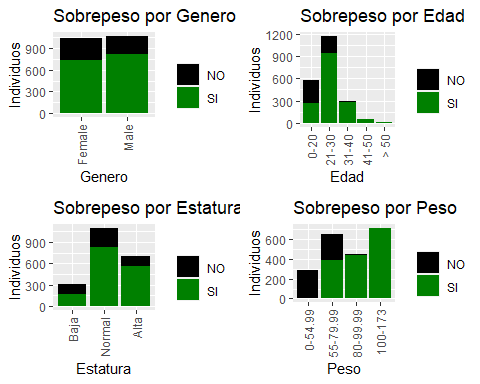 Sobrepeso por Genero
Individuos
900
600
300
0
Female
Male
Genero
NO
SI
Sobrepeso por Edad
Individuos
1200
900
600
300
0
0-20
21-30
31-40
41-50
> 50
Edad
NO
SI
Sobrepeso por Estatura
Individuos
900
600
300
0
Baja
Normal
Alta
Estatura
NO
SI
Sobrepeso por Peso
Individuos
600
400
200
0
0-54.99
55-79.99
80-99.99
100-173
Peso
NO
SI